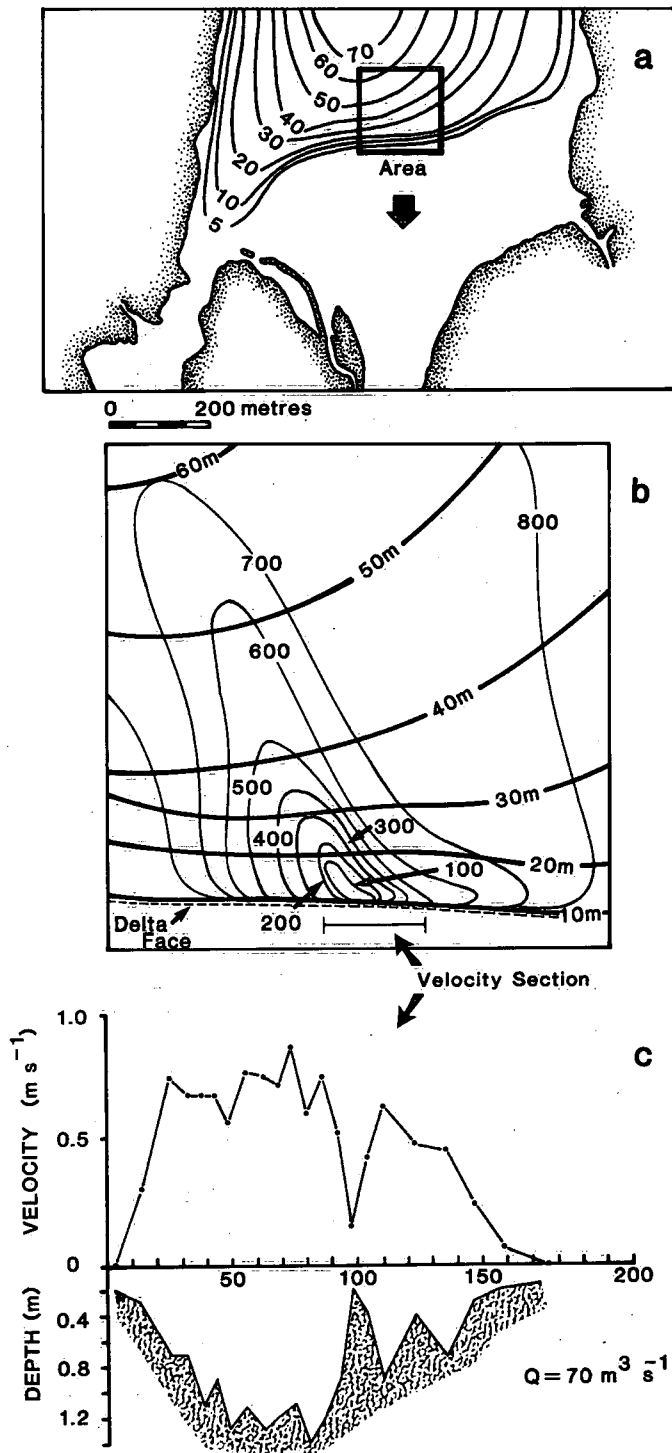 a
70
60
50
40
30
20
10
5
Area
0 200 metres
b
60m
50m
800
700
600
40m
500
30m
400
300
20m
100
10m
200
Delta
Face
Velocity Section
c
VELOCITY (m s⁻¹)
1.0
0.5
0
50 100 150 200
DEPTH (m)
0.4
0.8
1.2
Q = 70 m³ s⁻¹